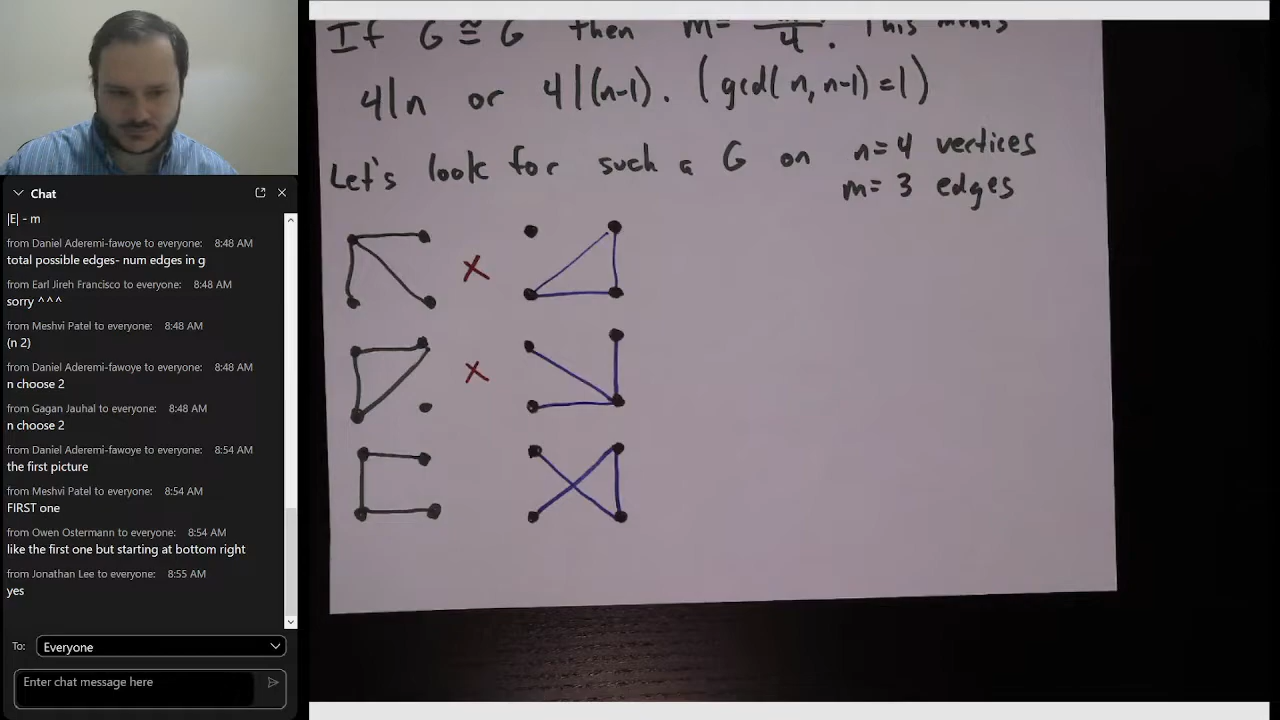 Chat
|E| - m
from Daniel Aderemi-fawoye to everyone: 8:48 AM
total possible edges- num edges in g
from Earl Jireh Francisco to everyone: 8:48 AM
sorry ^^^
from Meshvi Patel to everyone: 8:48 AM
(n 2)
from Daniel Aderemi-fawoye to everyone: 8:48 AM
n choose 2
from Gagan Jauhal to everyone: 8:48 AM
n choose 2
from Daniel Aderemi-fawoye to everyone: 8:54 AM
the first picture
from Meshvi Patel to everyone: 8:54 AM
FIRST one
from Owen Ostermann to everyone: 8:54 AM
like the first one but starting at bottom right
from Jonathan Lee to everyone: 8:55 AM
yes
To: Everyone
Enter chat message here
If G ≅ G then m= 4. This means
4|n or 4|(n-1). (gcd(n, n-1)=1)
Let's look for such a G on n=4 vertices
m=3 edges
×
×